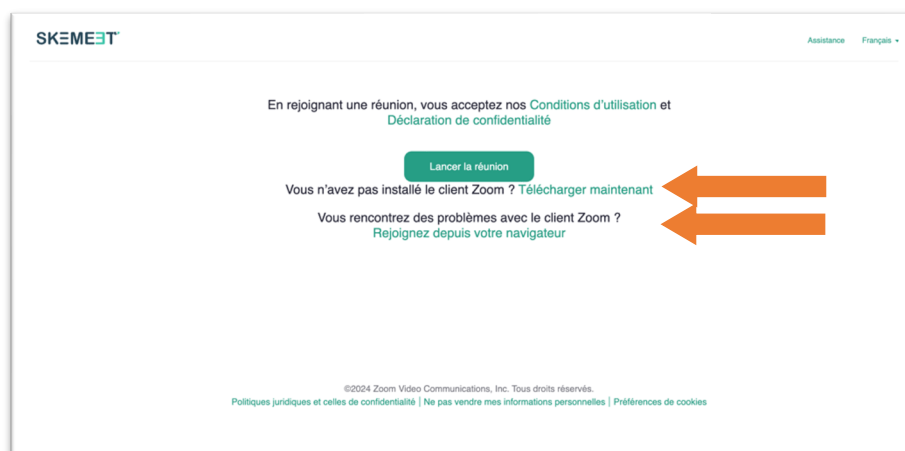 SKEMEET
Assistance Français
En rejoignant une réunion, vous acceptez nos Conditions d'utilisation et
Déclaration de confidentialité
Lancer la réunion
Vous n'avez pas installé le client Zoom ? Télécharger maintenant
Vous rencontrez des problèmes avec le client Zoom ?
Rejoignez depuis votre navigateur
©2024 Zoom Video Communications, Inc. Tous droits réservés.
Politiques juridiques et celles de confidentialité | Ne pas vendre mes informations personnelles | Préférences de cookies